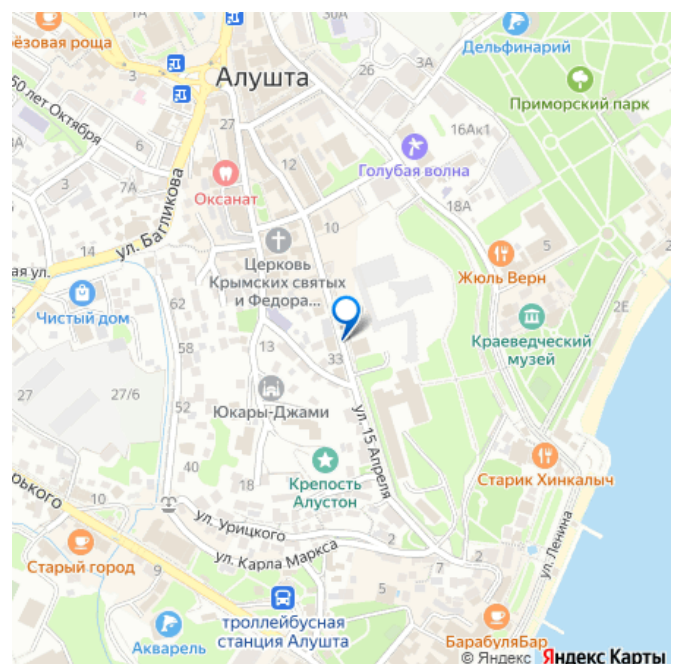 ёзовая роща
Дельфинарий
3А
26
Алушта
Приморский парк
50 лет Октября
27
16Ак1
6
12
Голубая волна
3
7А
Оксанат
18А
ул. Багликова
10
5
14
Церковь
Крымских святых
и Федора...
Жюль Верн
ая ул.
62
2Е
Чистый дом
Краеведческий
музей
58
13
33
27
27/6
52
Юкары-Джами
ул. 15 Апреля
40
Крепость
Алустон
18
Старик Хинкалыч
рького
10
ул. Урицкого
ул. Карла Маркса
7
2
2
ул. Ленина
Старый город
9
5
троллейбусная
станция Алушта
Акварель
БарабуляБар
© Яндекс Яндекс Карты